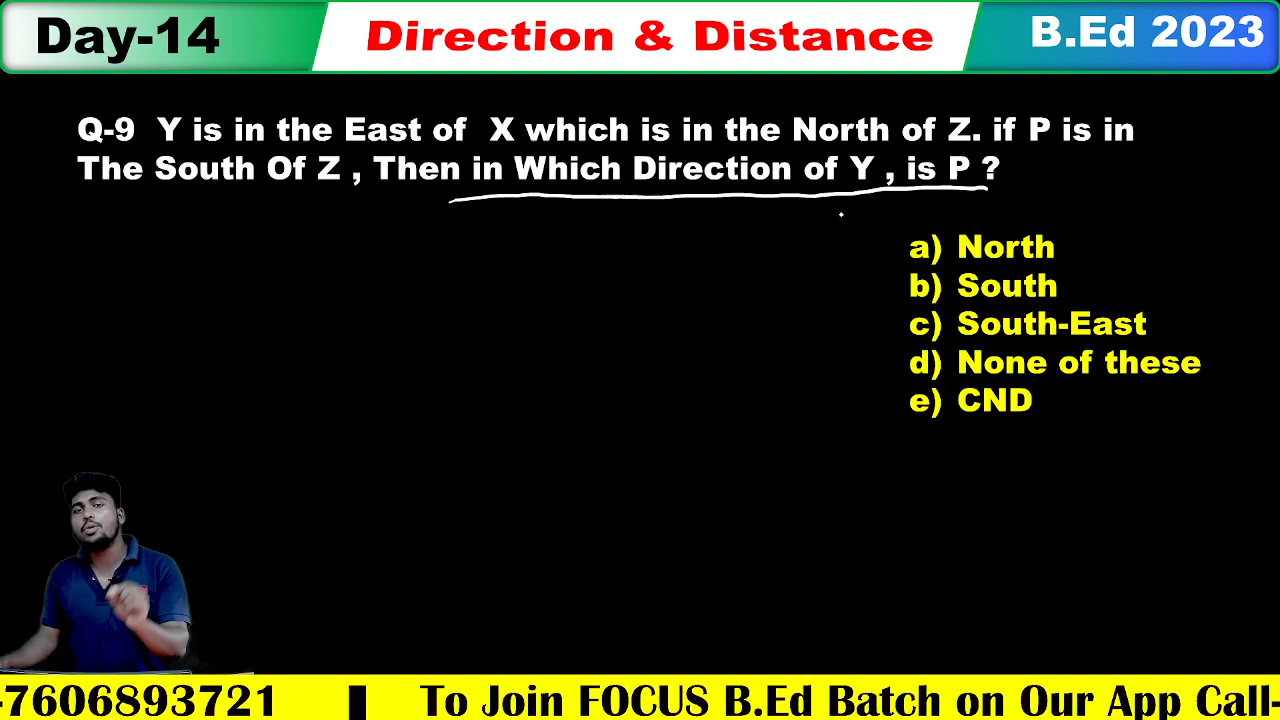 Day-14
Direction & Distance
B.Ed 2023
Q-9 Y is in the East of X which is in the North of Z. if P is in
The South Of Z , Then in Which Direction of Y , is P ?
a) North
b) South
c) South-East
d) None of these
e) CND
-7606893721 To Join FOCUS B.Ed Batch on Our App Call-